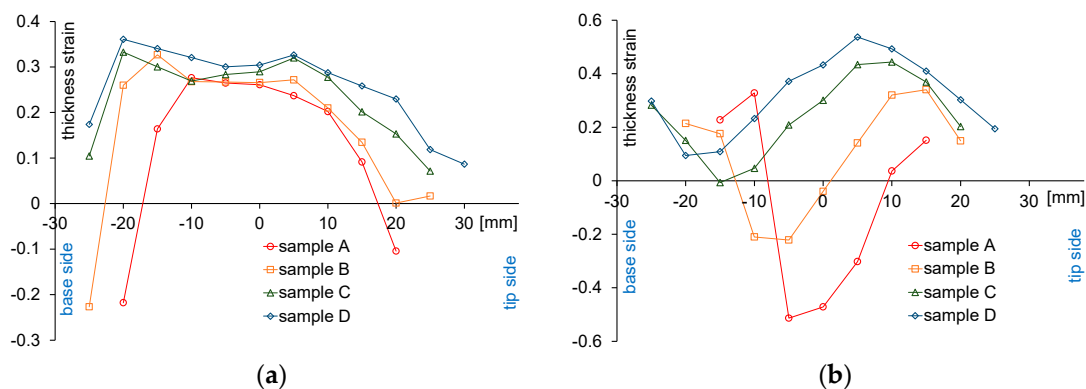 0.4
0.3
0.2
0.1
0
-0.1
-0.2
-0.3
thickness strain
-30 -20 -10 0 10 20 30 [mm]
base side
tip side
sample A
sample B
sample C
sample D
(a)
0.6
0.4
0.2
0
-0.2
-0.4
-0.6
thickness strain
-30 -20 -10 0 10 20 30 [mm]
base side
tip side
sample A
sample B
sample C
sample D
(b)